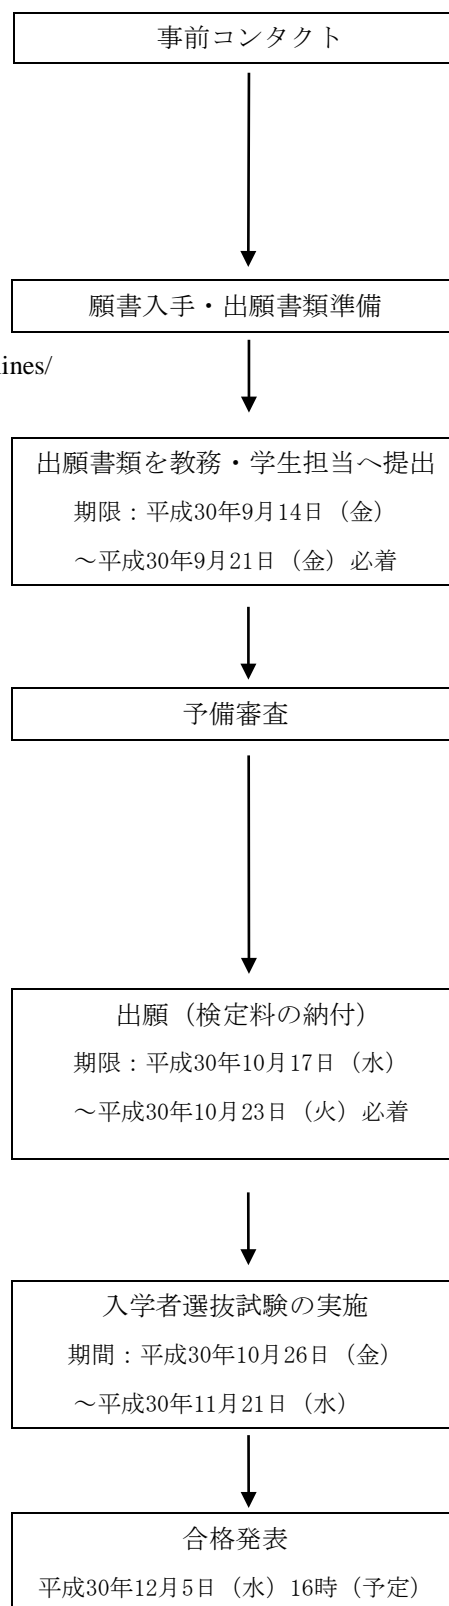 事前コンタクト
願書入手・出願書類準備
ines/
出願書類を教務・学生担当へ提出
期限：平成30年9月14日（金）
～平成30年9月21日（金）必着
予備審査
出願（検定料の納付）
期限：平成30年10月17日（水）
～平成30年10月23日（火）必着
入学者選抜試験の実施
期間：平成30年10月26日（金）
～平成30年11月21日（水）
合格発表
平成30年12月5日（水）16時（予定）